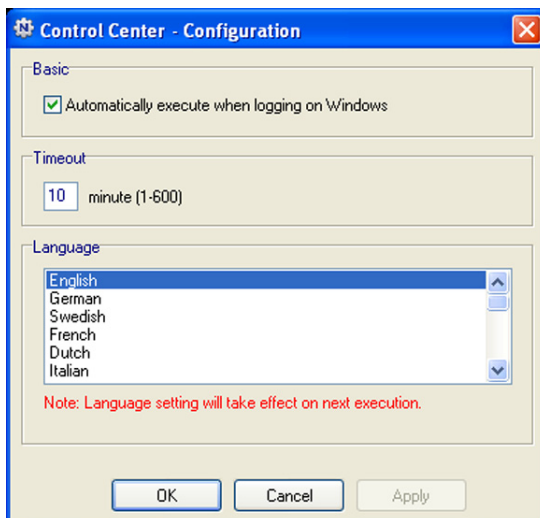 Control Center - Configuration
Basic
Automatically execute when logging on Windows
Timeout
10 minute (1-600)
Language
English
German
Swedish
French
Dutch
Italian
Note: Language setting will take effect on next execution.
OK Cancel Apply